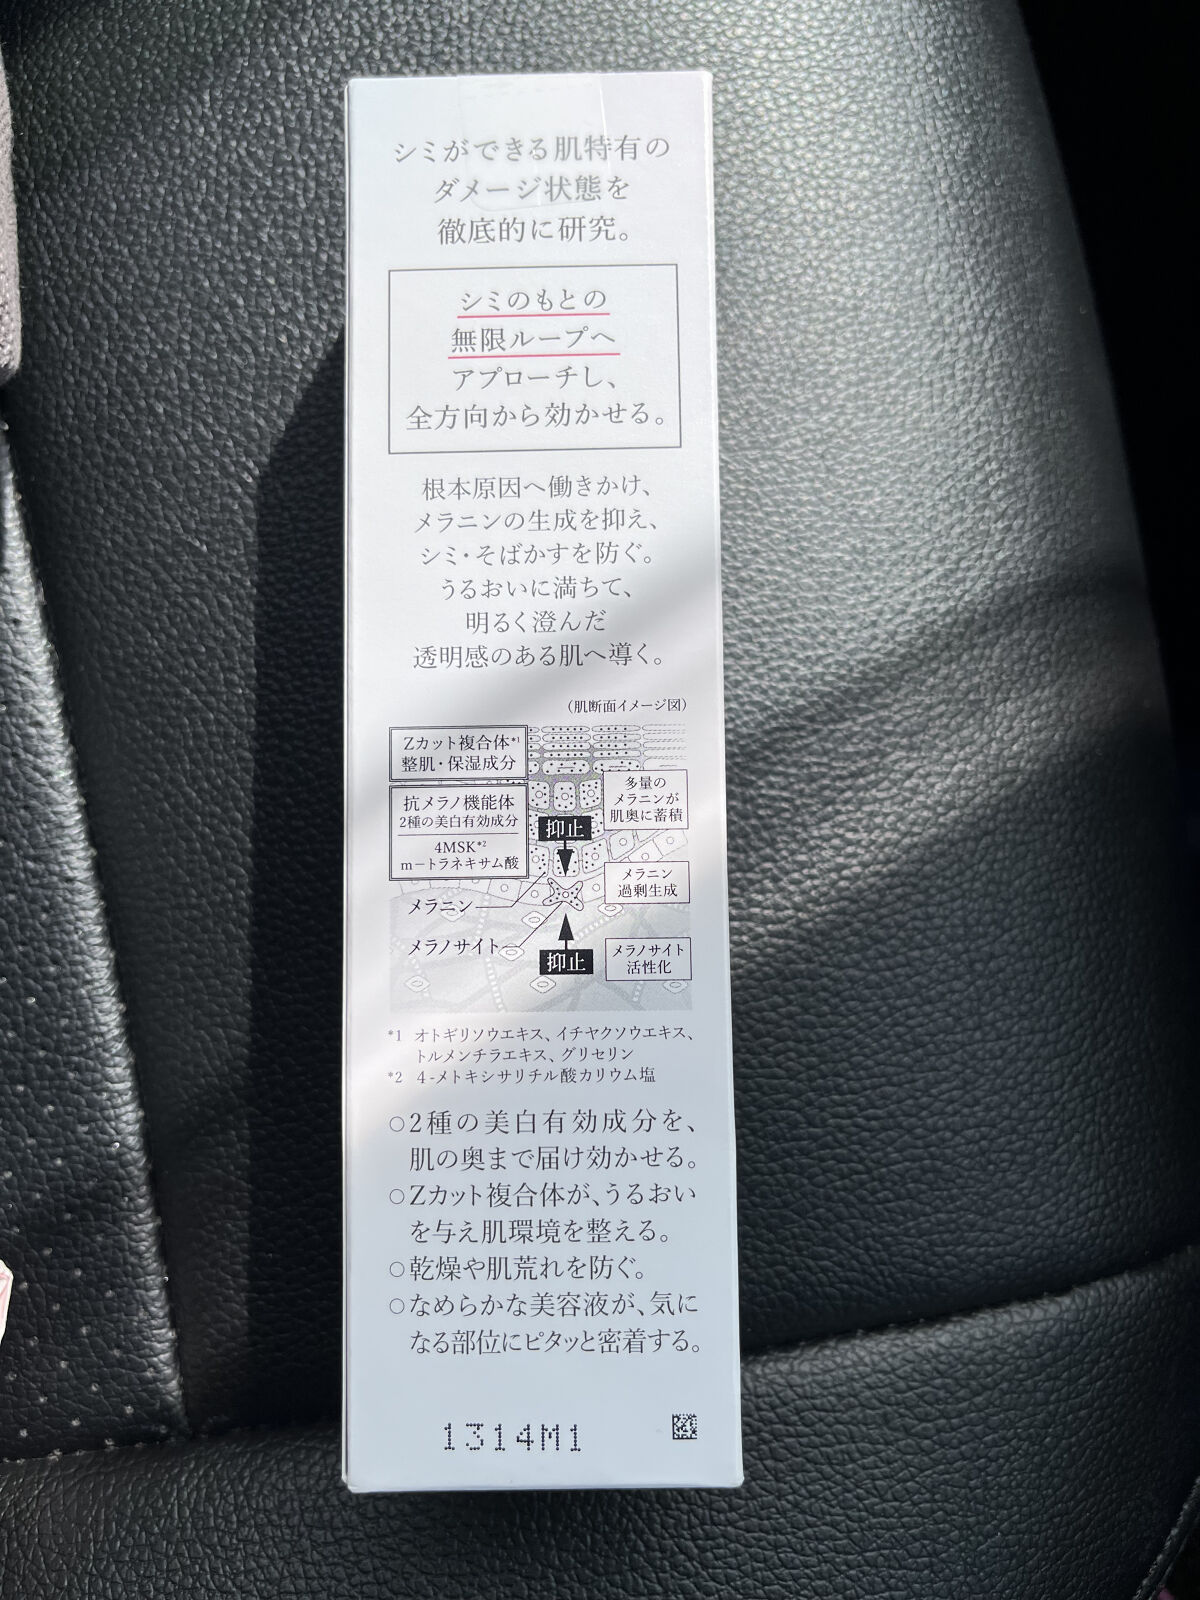 シミができる肌特有の
ダメージ状態を
徹底的に研究。
シミのもとの
無限ループへ
アプローチし、
全方向から効かせる。
根本原因へ働きかけ、
メラニンの生成を抑え、
シミ・そばかすを防ぐ。
うるおいに満ちて、
明るく澄んだ
透明感のある肌へ導く。
(肌断面イメージ図)
Zカット複合体*1
整肌・保湿成分
抗メラノ機能体
2種の美白有効成分
4MSK*2
m-トラネキサム酸
抑止
多量の
メラニンが
肌奥に蓄積
メラニン
過剰生成
メラニン
メラノサイト
抑止
メラノサイト
活性化
*1 オトギリソウエキス、イチヤクソウエキス、
トルメンチラエキス、グリセリン
*2 4-メトキシサリチル酸カリウム塩
○2種の美白有効成分を、
肌の奥まで届け効かせる。
○Zカット複合体が、うるおい
を与え肌環境を整える。
○乾燥や肌荒れを防ぐ。
○なめらかな美容液が、気に
なる部位にピタッと密着する。
1314M1